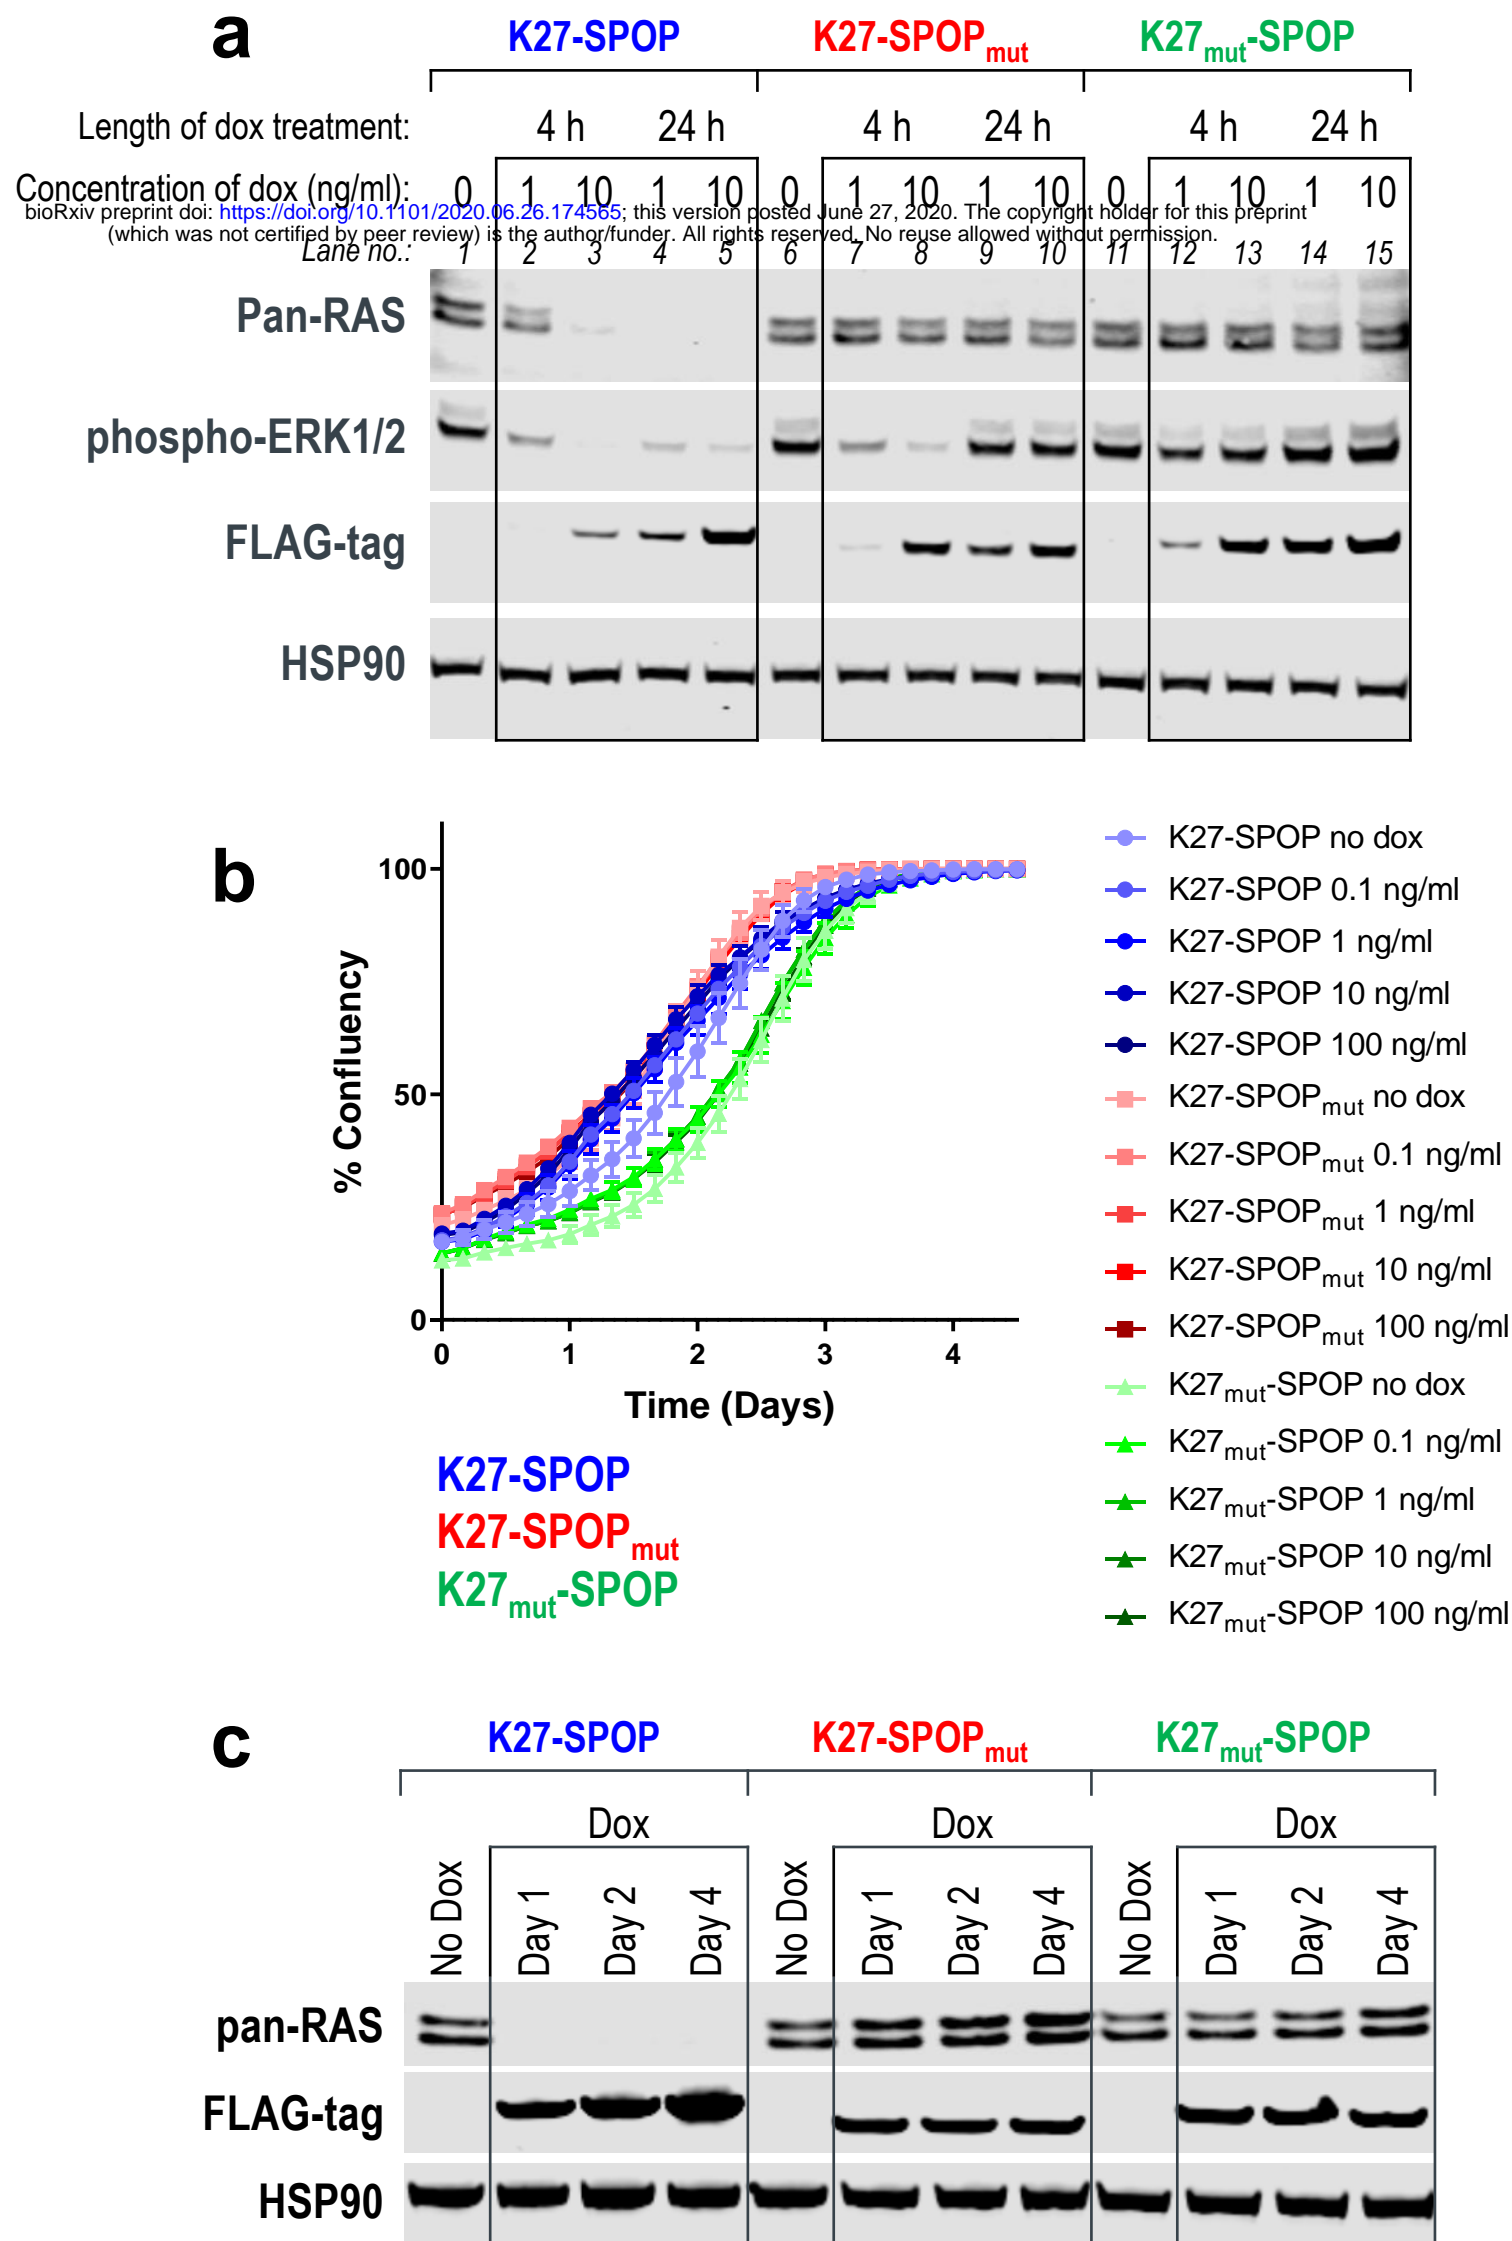 a
K27-SPOP K27-SPOPmut K27mut-SPOP
Length of dox treatment: 4 h 24 h 4 h 24 h 4 h 24 h
Concentration of dox (ng/ml): 0 1 10 1 10 0 1 10 1 10 0 1 10 1 10
bioRxiv preprint doi: https://doi.org/10.1101/2020.06.26.174565; this version posted June 27, 2020. The copyright holder for this preprint
(which was not certified by peer review) is the author/funder. All rights reserved. No reuse allowed without permission.
Lane no.: 1 2 3 4 5 6 7 8 9 10 11 12 13 14 15
Pan-RAS
phospho-ERK1/2
FLAG-tag
HSP90
b
100
50
0
% Confluency
0 1 2 3 4
Time (Days)
K27-SPOP no dox
K27-SPOP 0.1 ng/ml
K27-SPOP 1 ng/ml
K27-SPOP 10 ng/ml
K27-SPOP 100 ng/ml
K27-SPOPmut no dox
K27-SPOPmut 0.1 ng/ml
K27-SPOPmut 1 ng/ml
K27-SPOPmut 10 ng/ml
K27-SPOPmut 100 ng/ml
K27mut-SPOP no dox
K27mut-SPOP 0.1 ng/ml
K27mut-SPOP 1 ng/ml
K27mut-SPOP 10 ng/ml
K27mut-SPOP 100 ng/ml
K27-SPOP
K27-SPOPmut
K27mut-SPOP
c
K27-SPOP K27-SPOPmut K27mut-SPOP
Dox Dox Dox
No Dox Day 1 Day 2 Day 4 No Dox Day 1 Day 2 Day 4 No Dox Day 1 Day 2 Day 4
pan-RAS
FLAG-tag
HSP90